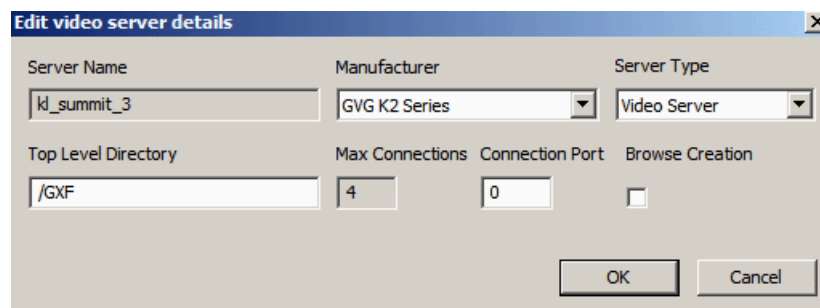 Edit video server details
Server Name Manufacturer Server Type
kl_summit_3 GVG K2 Series Video Server
Top Level Directory Max Connections Connection Port Browse Creation
/GXF 4 0
OK Cancel